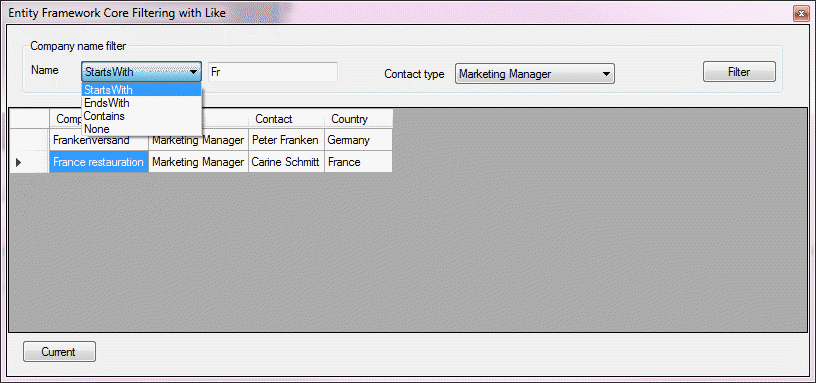 Entity Framework Core Filtering with Like
Company name filter
Name StartsWith Fr Contact type Marketing Manager Filter
StartsWith
EndsWith
Contains
None
Comp Contact Country
Frankenversand Marketing Manager Peter Franken Germany
France restauration Marketing Manager Carine Schmitt France
Current